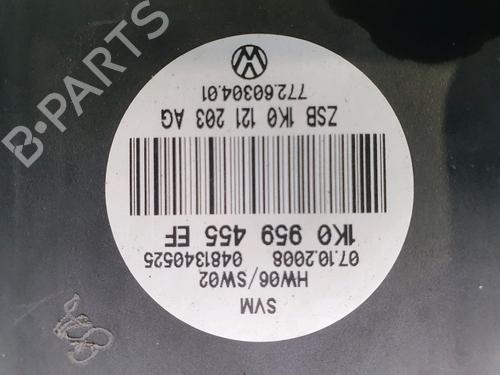 B-PARTS
772.60304.01
ZSB 1K0 121 203 AG
1K0 959 455 EF
07.10.2008 0481340525
HW06/SW02
SVM